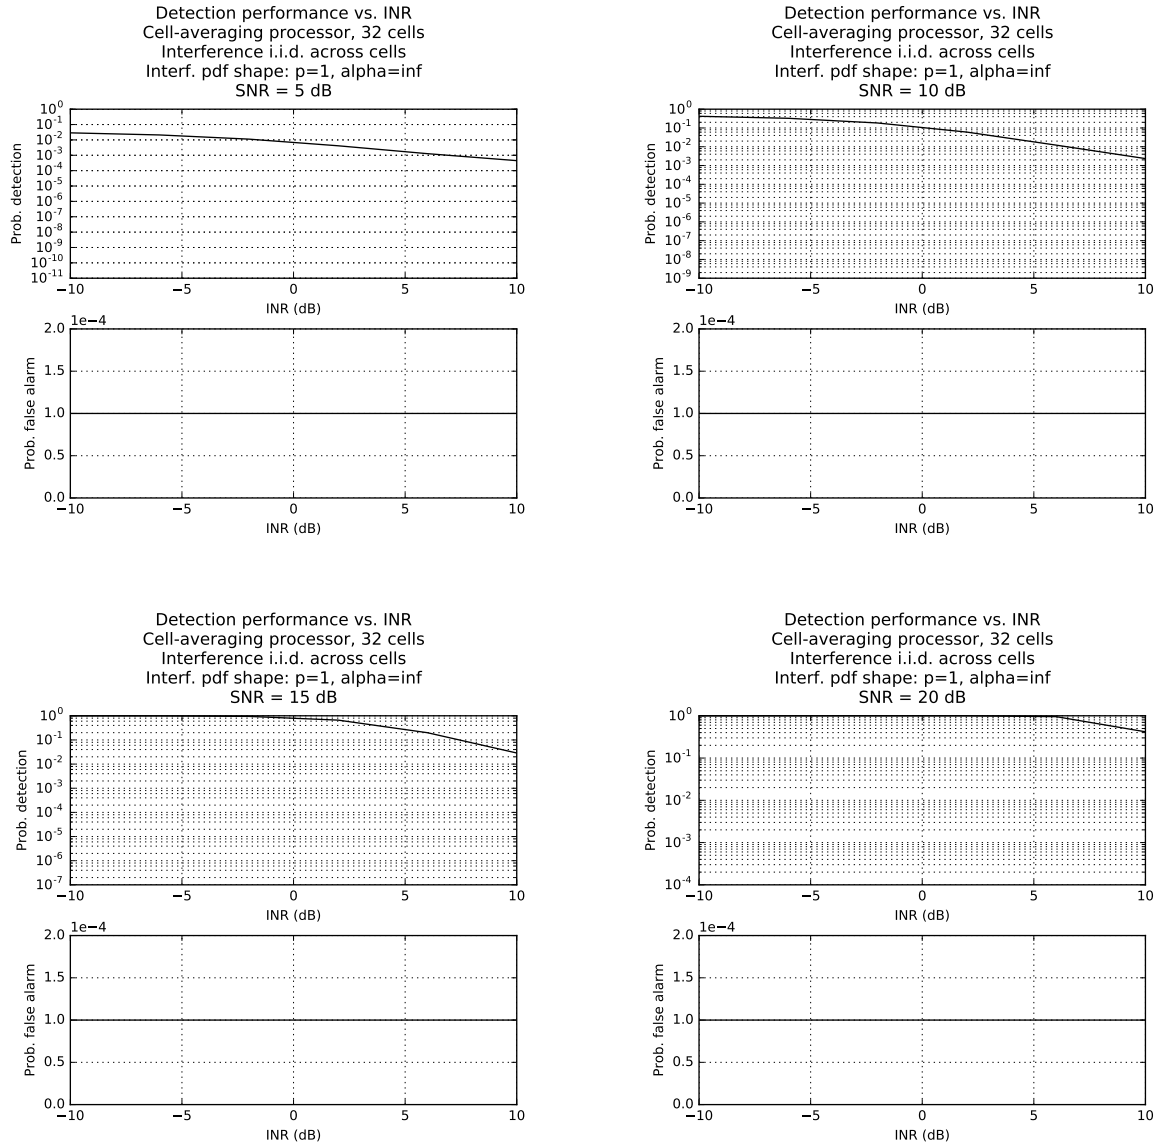 Detection performance vs. INR
Cell-averaging processor, 32 cells
Interference i.i.d. across cells
Interf. pdf shape: p=1, alpha=inf
SNR = 5 dB
Prob. detection
10^0
10^-1
10^-2
10^-3
10^-4
10^-5
10^-6
10^-7
10^-8
10^-9
10^-10
10^-11
−10 −5 0 5 10
INR (dB)
1e−4
Prob. false alarm
2.0
1.5
1.0
0.5
0.0
−10 −5 0 5 10
INR (dB)
Detection performance vs. INR
Cell-averaging processor, 32 cells
Interference i.i.d. across cells
Interf. pdf shape: p=1, alpha=inf
SNR = 10 dB
Prob. detection
10^0
10^-1
10^-2
10^-3
10^-4
10^-5
10^-6
10^-7
10^-8
10^-9
−10 −5 0 5 10
INR (dB)
1e−4
Prob. false alarm
2.0
1.5
1.0
0.5
0.0
−10 −5 0 5 10
INR (dB)
Detection performance vs. INR
Cell-averaging processor, 32 cells
Interference i.i.d. across cells
Interf. pdf shape: p=1, alpha=inf
SNR = 15 dB
Prob. detection
10^0
10^-1
10^-2
10^-3
10^-4
10^-5
10^-6
10^-7
−10 −5 0 5 10
INR (dB)
1e−4
Prob. false alarm
2.0
1.5
1.0
0.5
0.0
−10 −5 0 5 10
INR (dB)
Detection performance vs. INR
Cell-averaging processor, 32 cells
Interference i.i.d. across cells
Interf. pdf shape: p=1, alpha=inf
SNR = 20 dB
Prob. detection
10^0
10^-1
10^-2
10^-3
10^-4
−10 −5 0 5 10
INR (dB)
1e−4
Prob. false alarm
2.0
1.5
1.0
0.5
0.0
−10 −5 0 5 10
INR (dB)